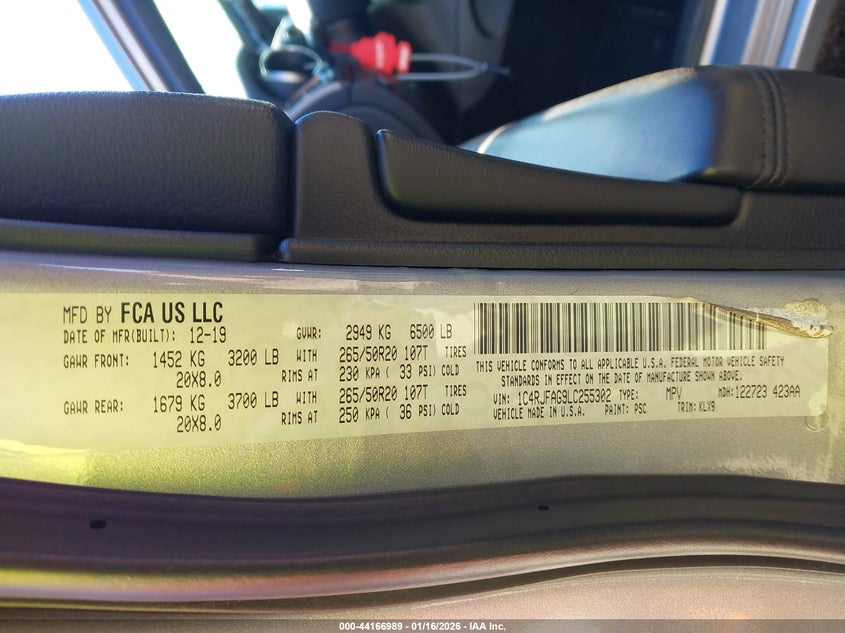 MFD BY FCA US LLC
DATE OF MFR(BUILT): 12-19 GVWR: 2949 KG 6500 LB
GAWR FRONT: 1452 KG 3200 LB WITH 265/50R20 107T TIRES
20X8.0 RIMS AT 230 KPA ( 33 PSI) COLD
GAWR REAR: 1679 KG 3700 LB WITH 265/50R20 107T TIRES
20X8.0 RIMS AT 250 KPA ( 36 PSI) COLD
THIS VEHICLE CONFORMS TO ALL APPLICABLE U.S.A. FEDERAL MOTOR VEHICLE SAFETY
STANDARDS IN EFFECT ON THE DATE OF MANUFACTURE SHOWN ABOVE.
VIN: 1C4RJFAG9LC255302 TYPE: MPV MDH: 122723 423AA
VEHICLE MADE IN U.S.A. PAINT: PSC TRIM: KLX9
000-44166989 - 01/16/2026 - IAA Inc.